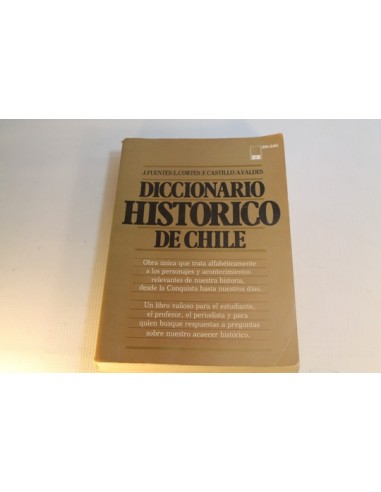 J. FUENTES/L. CORTES/F. CASTILLO/A. VALDES
DICCIONARIO
HISTORICO
DE CHILE
Obra única que trata alfabéticamente
a los personajes y acontecimientos
relevantes de nuestra historia,
desde la Conquista hasta nuestros días.
Un libro valioso para el estudiante,
el profesor, el periodista y para
quien busque respuestas a preguntas
sobre nuestro acaecer histórico.